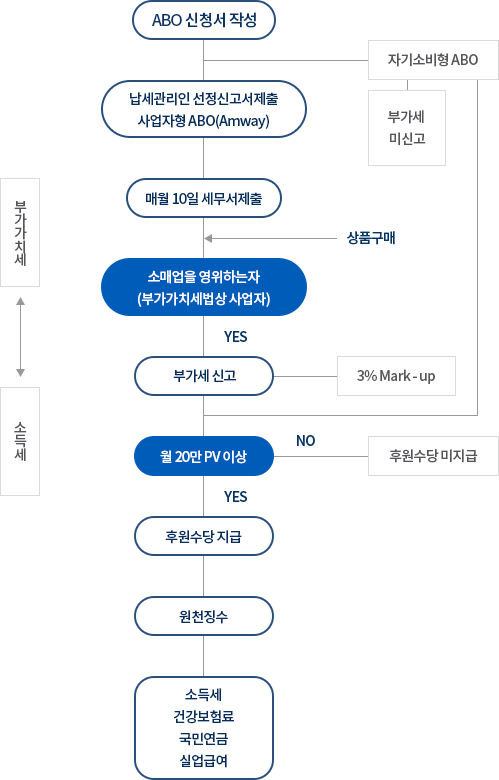 ABO 신청서 작성
자기소비형 ABO
납세관리인 선정신고서제출
사업자형 ABO(Amway)
부가세
미신고
매월 10일 세무서제출
부가가치세
상품구매
소매업을 영위하는자
(부가가치세법상 사업자)
YES
부가세 신고
3% Mark - up
소득세
월 20만 PV 이상
NO
후원수당 미지급
YES
후원수당 지급
원천징수
소득세
건강보험료
국민연금
실업급여